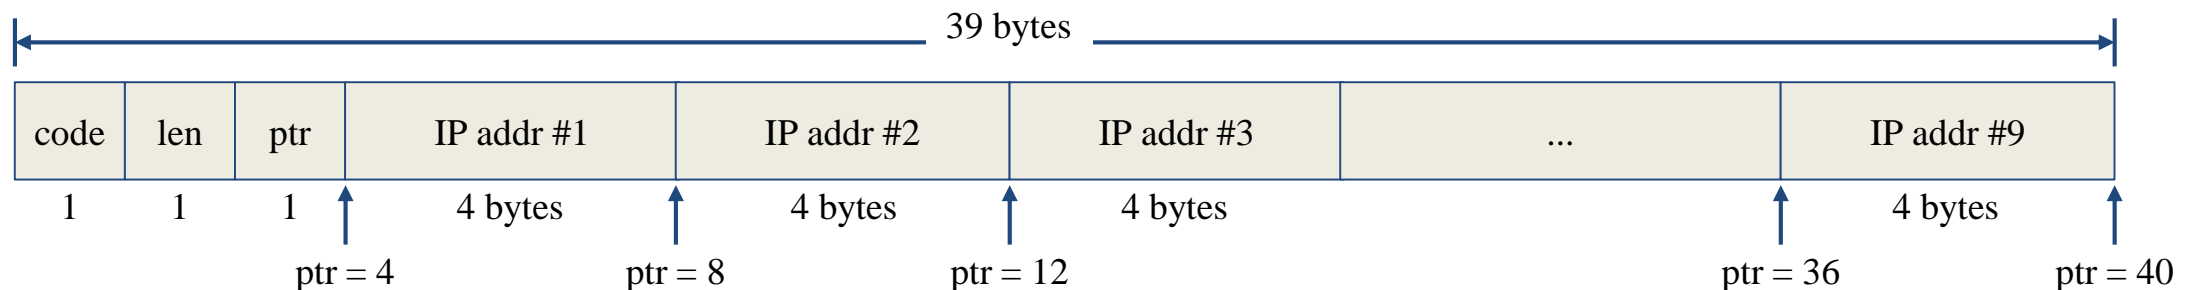 39 bytes
code len ptr IP addr #1 IP addr #2 IP addr #3 ... IP addr #9
1 1 1 4 bytes 4 bytes 4 bytes 4 bytes
ptr = 4 ptr = 8 ptr = 12 ptr = 36 ptr = 40